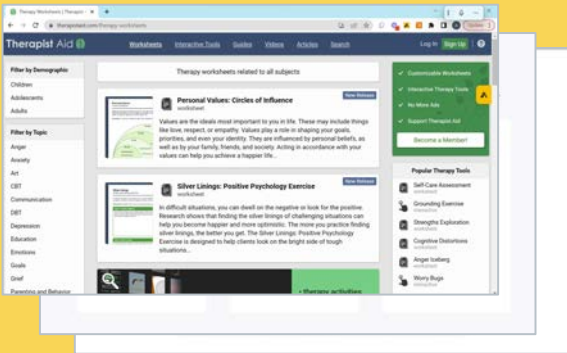 Therapy Worksheets | Therapist
therapistaid.com/therapy-worksheets
Therapist Aid
Worksheets Interactive Tools Guides Videos Articles Search
Log In Sign Up
Filter by Demographic
Children
Adolescents
Adults
Filter by Topic
Anger
Anxiety
Art
CBT
Communication
DBT
Depression
Education
Emotions
Goals
Grief
Parenting and Behavior
Therapy worksheets related to all subjects
New Release
Personal Values: Circles of Influence
worksheet
Values are the ideals most important to you in life. These may include things
like love, respect, or empathy. Values play a role in shaping your goals,
priorities, and even your identity. They are influenced by personal beliefs, as
well as by your family, friends, and society. Acting in accordance with your
values can help you achieve a happier life...
New Release
Silver Linings: Positive Psychology Exercise
worksheet
In difficult situations, you can dwell on the negative or look for the positive.
Research shows that finding the silver linings of challenging situations can
help you become happier and more optimistic. The more you practice finding
silver linings, the better you get. The Silver Linings: Positive Psychology
Exercise is designed to help clients look on the bright side of tough
situations...
therapy activities
Customizable Worksheets
Interactive Therapy Tools
No More Ads
Support Therapist Aid
Become a Member!
Popular Therapy Tools
Self-Care Assessment
worksheet
Grounding Exercise
interactive
Strengths Exploration
worksheet
Cognitive Distortions
worksheet
Anger Iceberg
worksheet
Worry Bugs
interactive